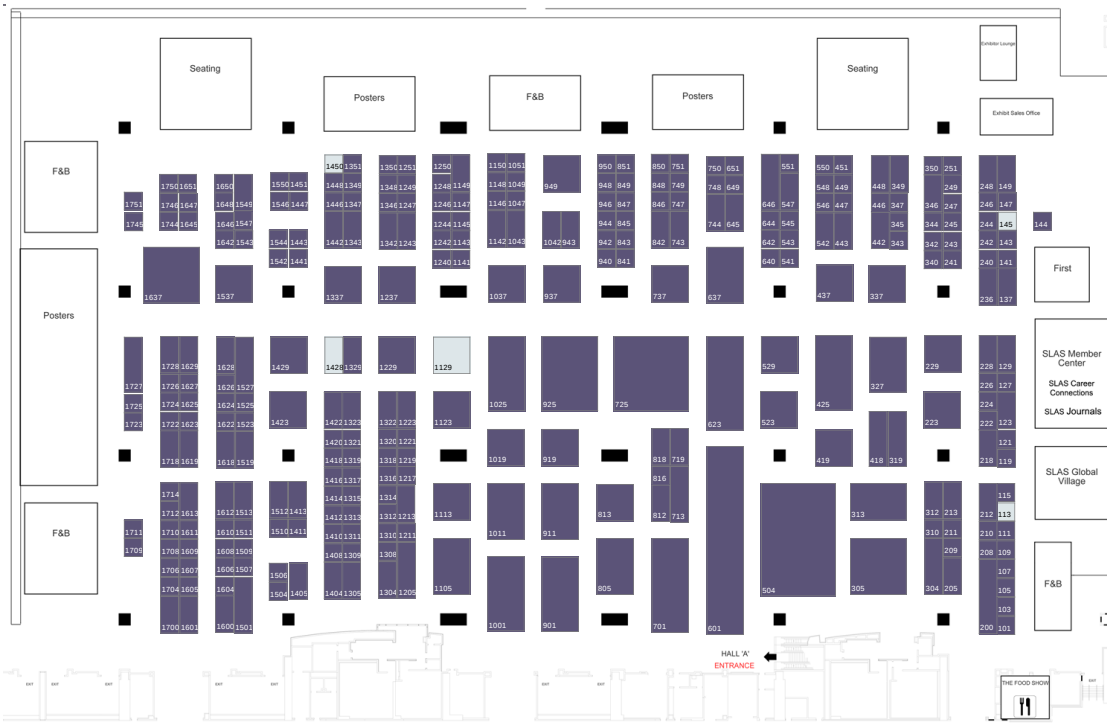 Exhibitor Lounge
Seating
Seating
Posters
F&B
Posters
Exhibit Sales Office
F&B
1450 1351 1350 1251 1250 1150 1051 949 950 851 850 751 750 651 551 550 451 350 251
1750 1651 1650 1550 1451 1448 1349 1348 1249 1248 1149 1148 1049 948 849 848 749 748 649 548 449 448 349 249 248 149
1751 1746 1647 1648 1549 1546 1447 1446 1347 1346 1247 1246 1147 1146 1047 946 847 846 747 646 547 546 447 346 247 246 147
1745 1744 1645 1646 1547 1244 1145 944 845 744 645 644 545 345 344 245 244 145 144
1642 1543 1544 1443 1442 1343 1342 1243 1242 1143 1142 1043 1042 943 942 843 842 743 642 543 542 443 442 343 342 243 242 143
1542 1441 1240 1141 940 841 640 541 340 241 240 141
First
1637 1537 1337 1237 1037 937 737 637 437 337 236 137
Posters
SLAS Member
Center
SLAS Career
Connections
SLAS Journals
1728 1629 1628 1429 1428 1329 1229 1129 529 229 228 129
1727 1726 1627 1626 1527 327 226 127
1725 1724 1625 1624 1525 1025 925 725 425 224
1723 1722 1623 1622 1523 1423 1422 1323 1322 1223 1123 623 523 223 222 123
1420 1321 1320 1221 121
1718 1619 1618 1519 1418 1319 1318 1219 1019 919 818 719 419 418 319 218 119
1416 1317 1316 1217 816
SLAS Global
Village
1714 1414 1315 1314 115
1712 1613 1612 1513 1512 1413 1412 1313 1312 1213 1113 813 812 713 313 312 213 212 113
F&B
1711 1710 1611 1610 1511 1510 1411 1410 1311 1310 1211 1011 911 310 211 210 111
1709 1708 1609 1608 1509 1408 1309 1308 209 208 109
1706 1607 1606 1507 1506 107
F&B
1704 1605 1604 1504 1405 1404 1305 1304 1205 1105 805 504 305 304 205 105
103
1700 1601 1600 1501 1001 901 701 601 200 101
HALL 'A'
ENTRANCE
THE FOOD SHOW
EXIT
EXIT
EXIT
EXIT
EXIT
EXIT
EXIT